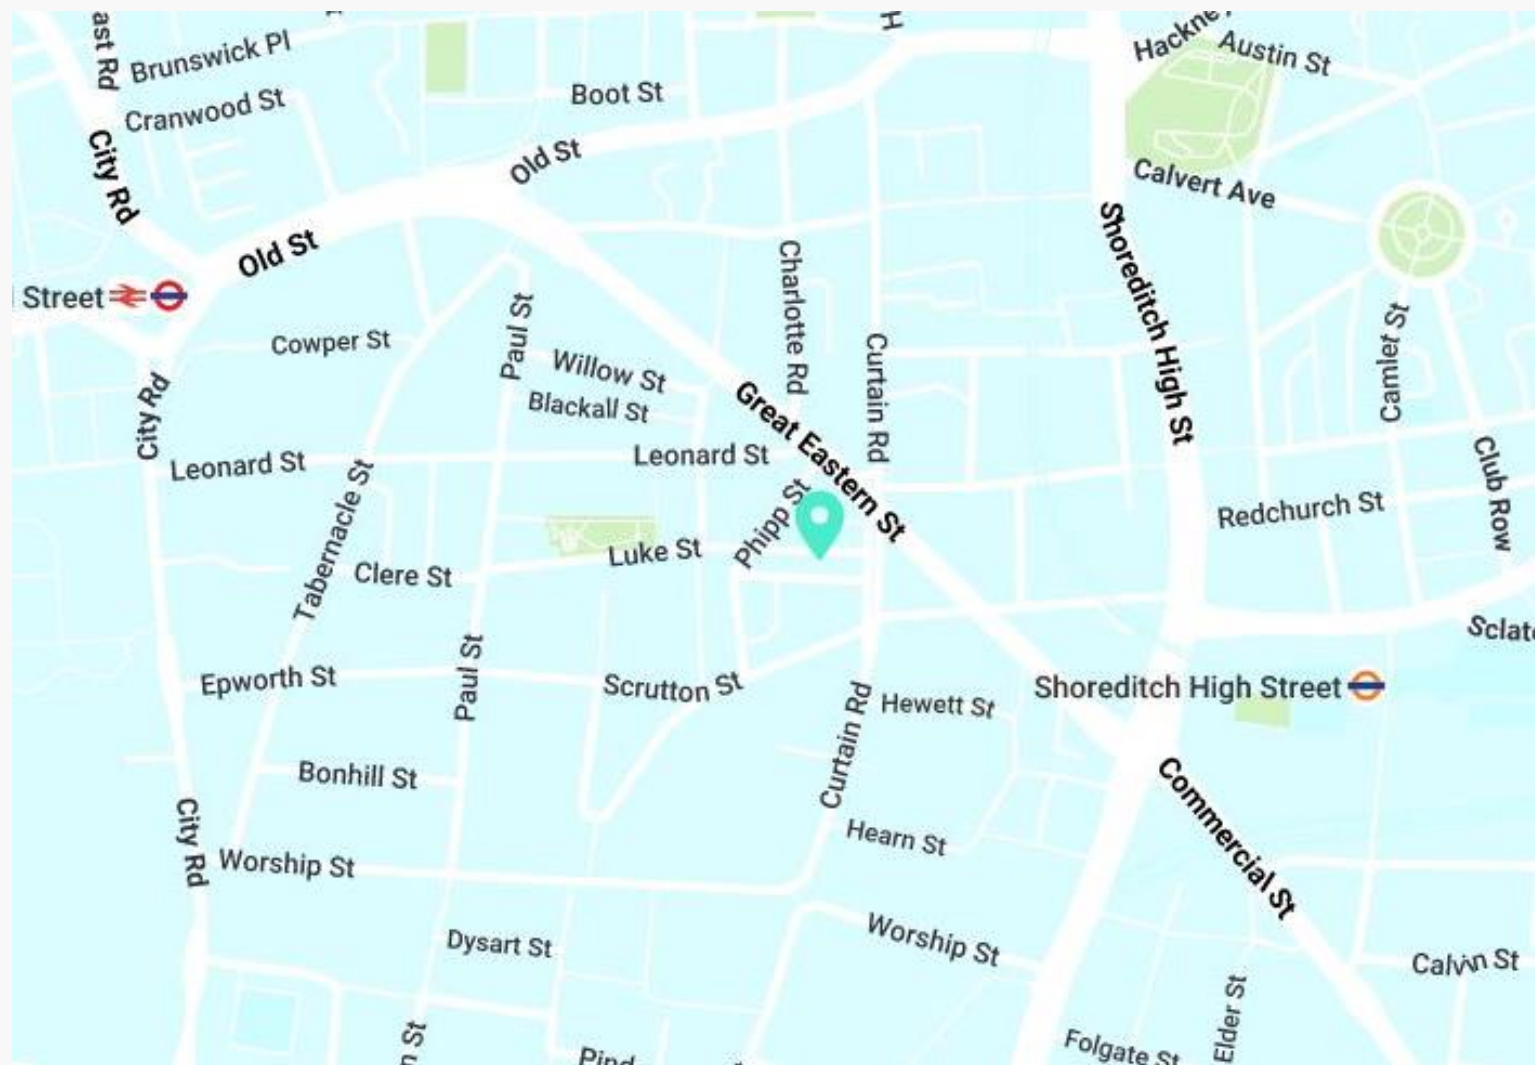 Brunswick Pl
Cranwood St
City Rd
Boot St
Old St
Old St
Austin St
Calvert Ave
Shoreditch High St
Street
Cowper St
Paul St
Willow St
Blackall St
Charlotte Rd
Curtain Rd
Great Eastern St
Camlet St
Club Row
City Rd
Leonard St
Leonard St
Tabernacle St
Phipp St
Redchurch St
Luke St
Clere St
Epworth St
Paul St
Scrutton St
Curtain Rd
Hewett St
Shoreditch High Street
Bonhill St
Commercial St
City Rd
Worship St
Hearn St
Worship St
Dysart St
Calvin St
Elder St
Folgate St